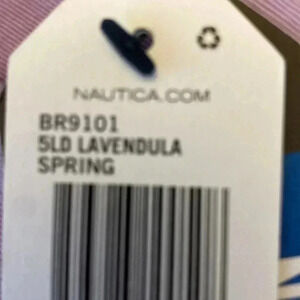 NAUTICA.COM
BR9101
5LD LAVENDULA
SPRING